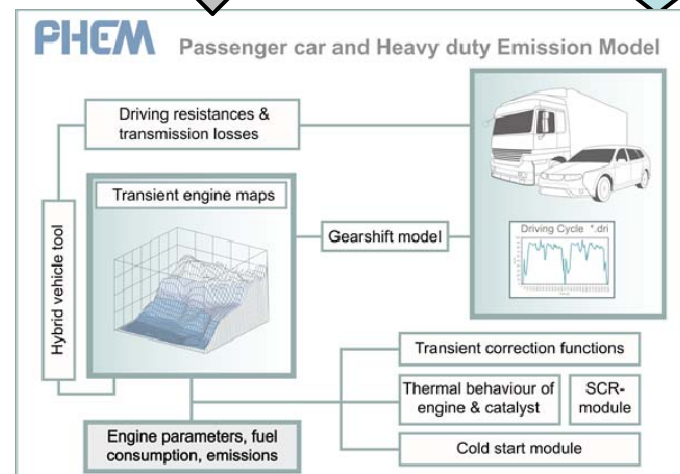 PHEM
Passenger car and Heavy duty Emission Model
Driving resistances &
transmission losses
Transient engine maps
Hybrid vehicle tool
Gearshift model
Driving Cycle *.dri
Transient correction functions
Thermal behaviour of
engine & catalyst
SCR-
module
Engine parameters, fuel
consumption, emissions
Cold start module